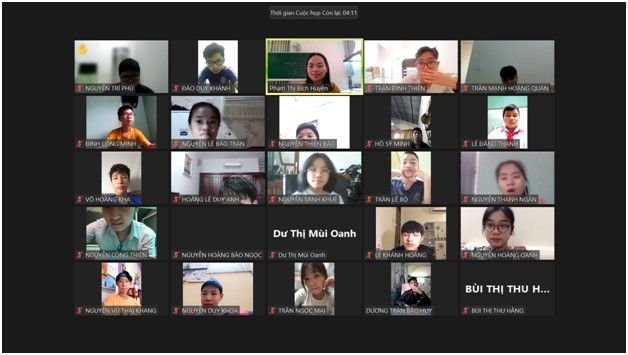 Thời gian Cuộc họp Còn lại: 04:11
NGUYỄN TRÍ PHÚ
ĐÀO DUY KHÁNH
Phạm Thị Bích Huyền
TRẦN ĐÌNH THIÊN
TRẦN MẠNH HOÀNG QUÂN
ĐINH CÔNG MINH
NGUYỄN LÊ BẢO TRÂN
NGUYỄN THIÊN BẢO
HỒ SỸ MINH
LÊ ĐĂNG THÀNH
VÕ HOÀNG KHA
HOÀNG LÊ DUY ANH
NGUYỄN MINH KHUÊ
TRẦN LÊ BÔ
NGUYỄN THANH NGÂN
NGUYỄN CÔNG THIÊN
NGUYỄN HOÀNG BẢO NGỌC
Dư Thị Mùi Oanh
Dư Thị Mùi Oanh
LÊ KHÁNH HOÀNG
NGUYỄN HOÀNG OANH
NGUYỄN VŨ THÁI KHANG
NGUYỄN DUY KHOA
TRẦN NGỌC MAI
DƯƠNG TRẦN BẢO HUY
BÙI THỊ THU H...
BÙI THỊ THU HẰNG